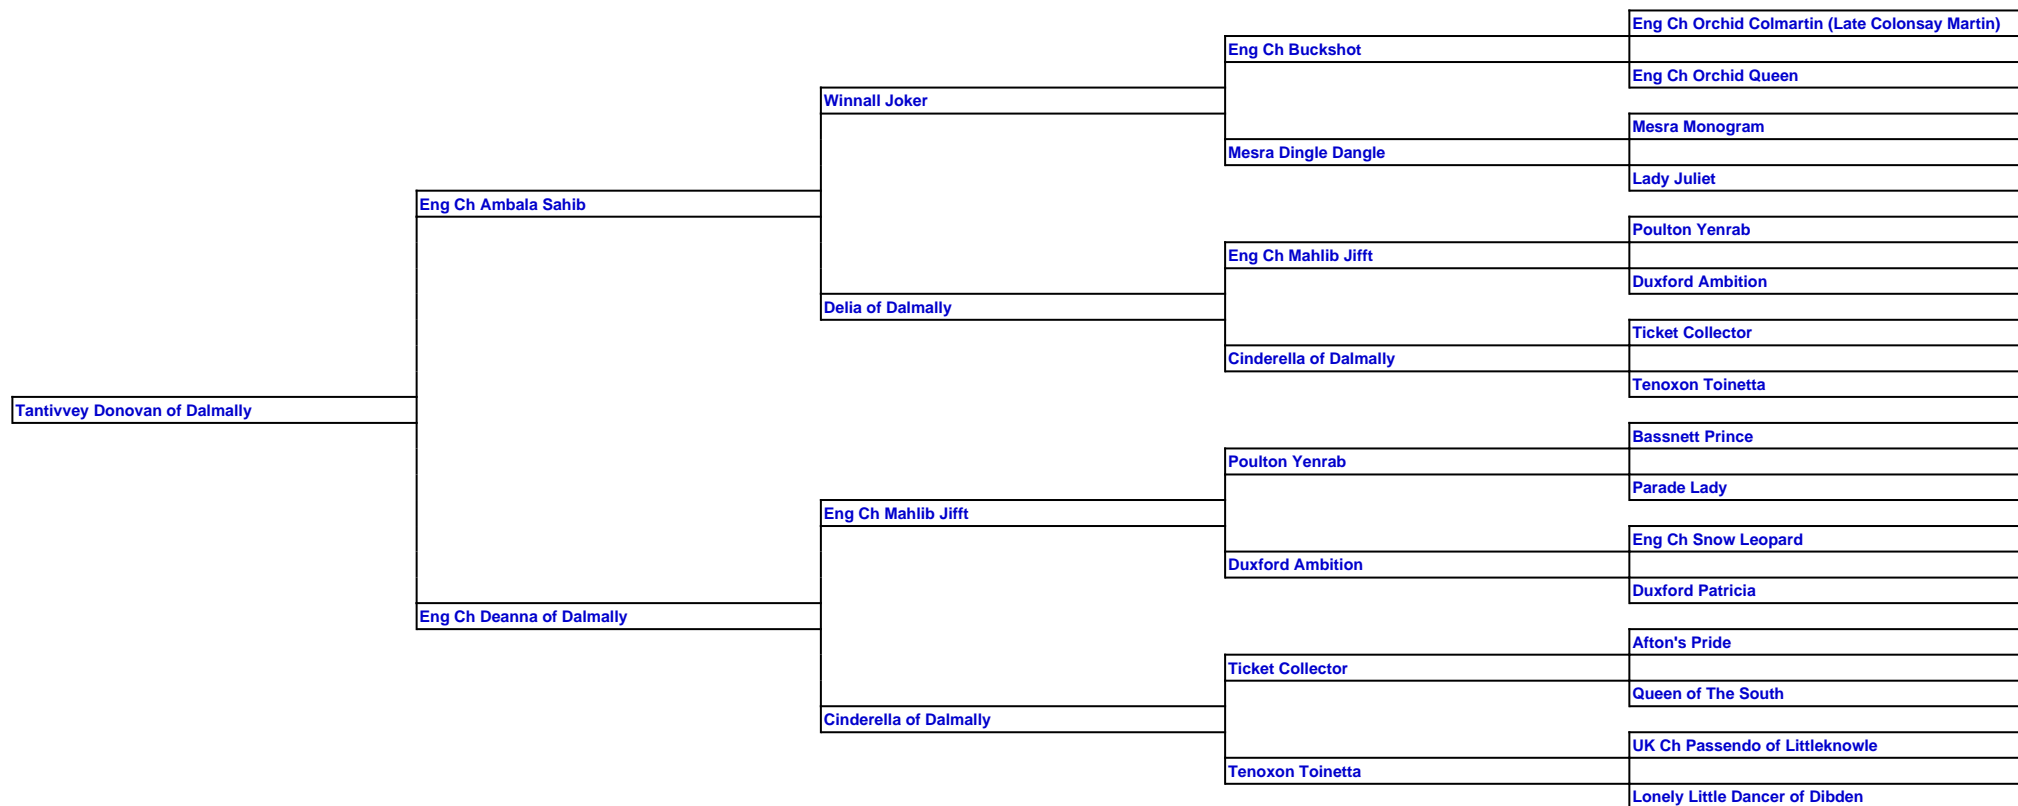 Eng Ch Orchid Colmartin (Late Colonsay Martin)
Eng Ch Buckshot
Eng Ch Orchid Queen
Winnall Joker
Mesra Monogram
Mesra Dingle Dangle
Lady Juliet
Eng Ch Ambala Sahib
Poulton Yenrab
Eng Ch Mahlib Jifft
Duxford Ambition
Delia of Dalmally
Ticket Collector
Cinderella of Dalmally
Tenoxon Toinetta
Tantivvey Donovan of Dalmally
Bassnett Prince
Poulton Yenrab
Parade Lady
Eng Ch Mahlib Jifft
Eng Ch Snow Leopard
Duxford Ambition
Duxford Patricia
Eng Ch Deanna of Dalmally
Afton's Pride
Ticket Collector
Queen of The South
Cinderella of Dalmally
UK Ch Passendo of Littleknowle
Tenoxon Toinetta
Lonely Little Dancer of Dibden